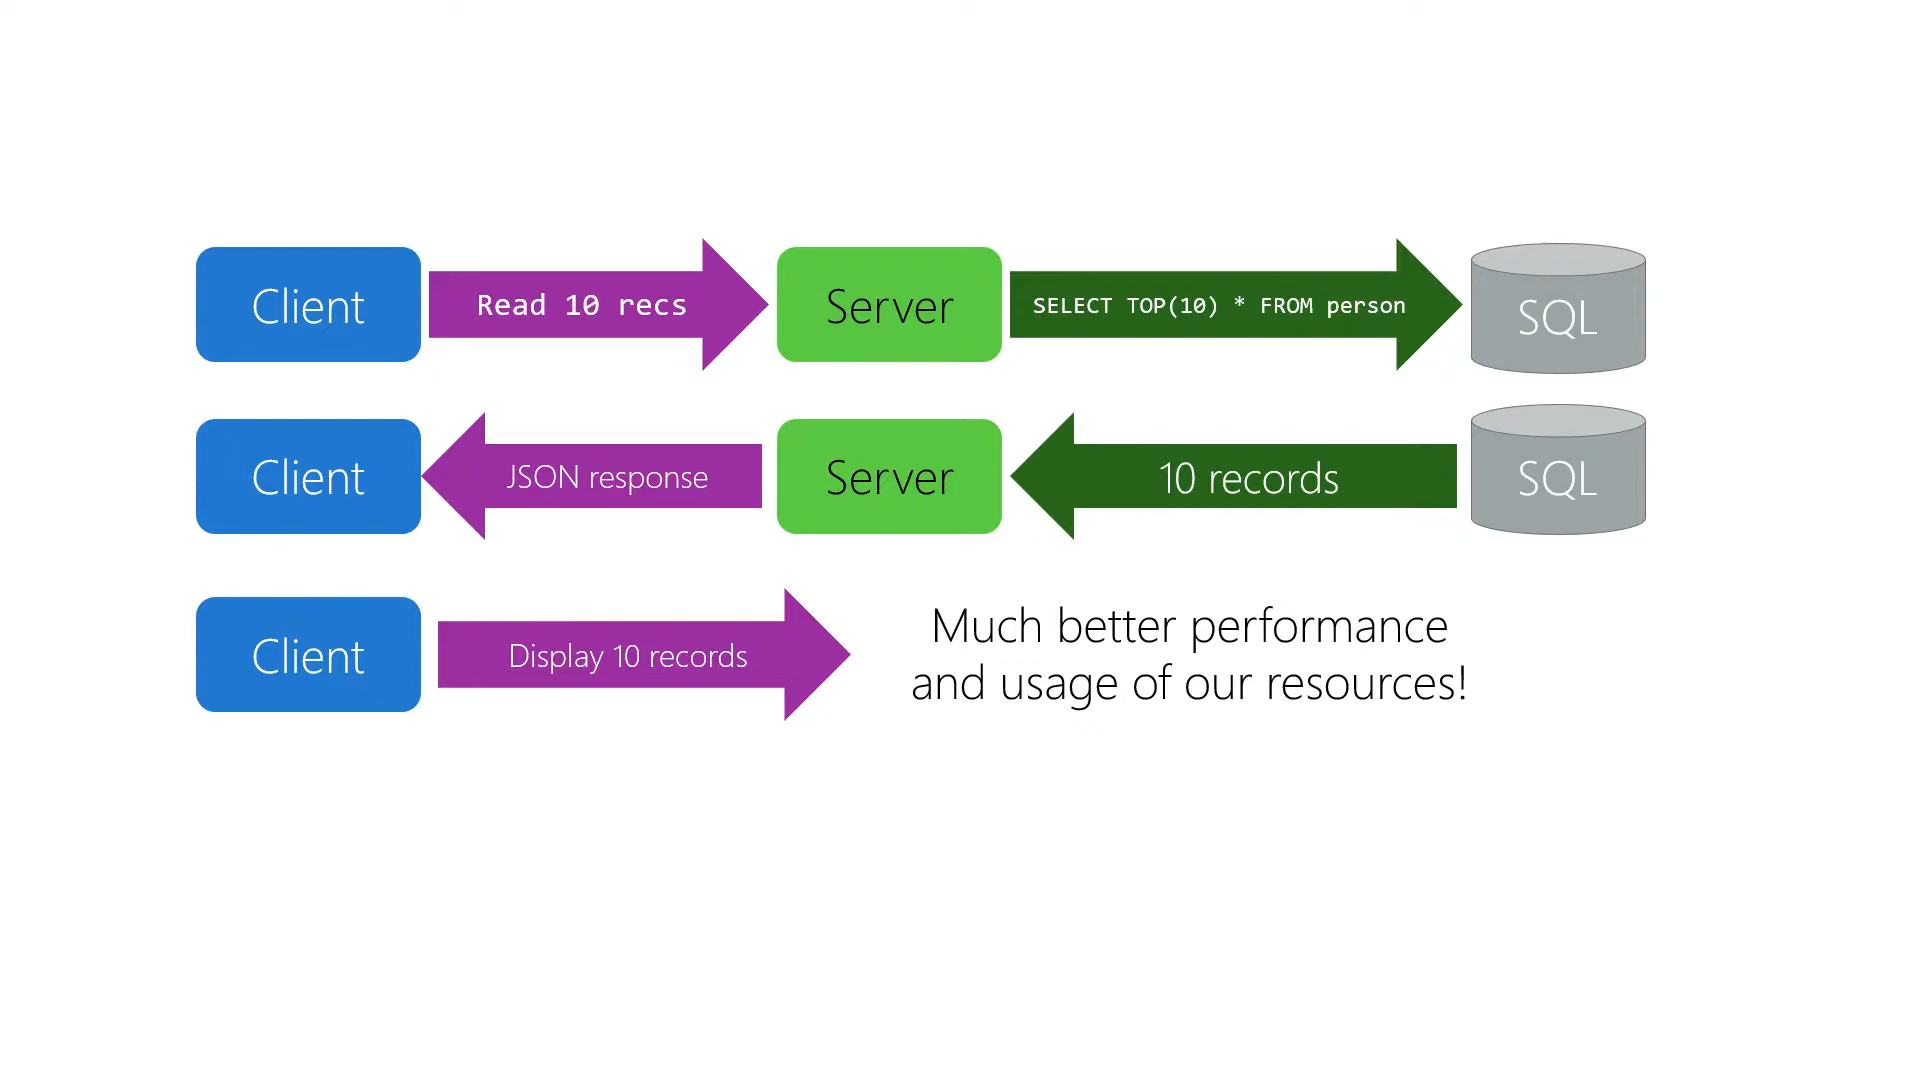 Client
Read 10 recs
Server
SELECT TOP(10) * FROM person
SQL
Client
JSON response
Server
10 records
SQL
Client
Display 10 records
Much better performance
and usage of our resources!